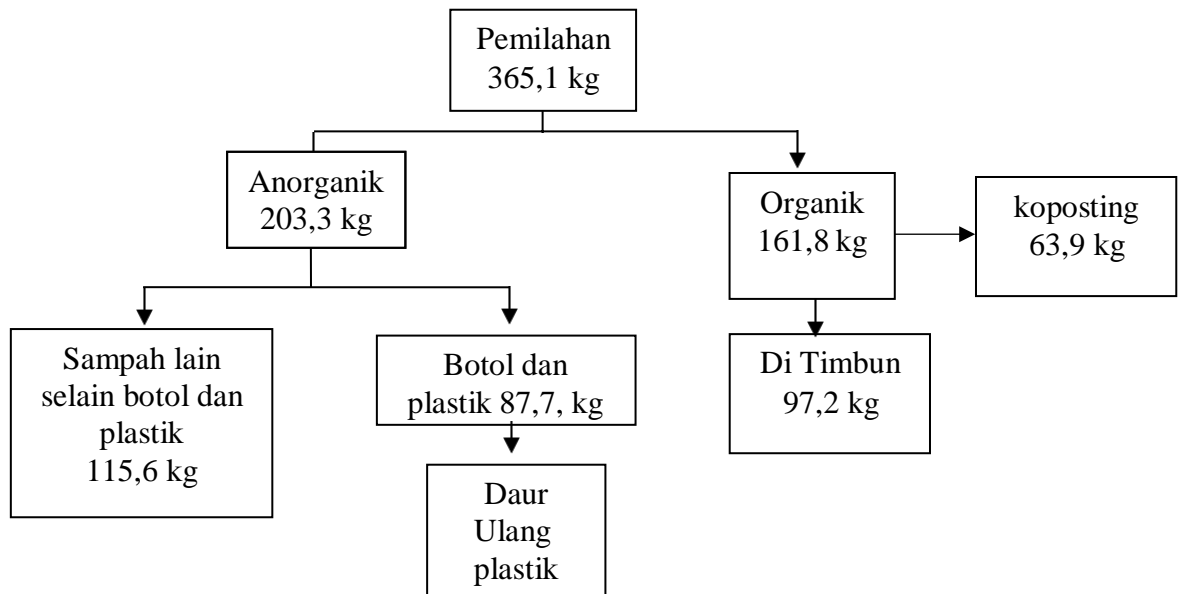 Pemilahan
365,1 kg
Anorganik
203,3 kg
Organik
161,8 kg
koposting
63,9 kg
Sampah lain
selain botol dan
plastik
115,6 kg
Botol dan
plastik 87,7, kg
Di Timbun
97,2 kg
Daur
Ulang
plastik